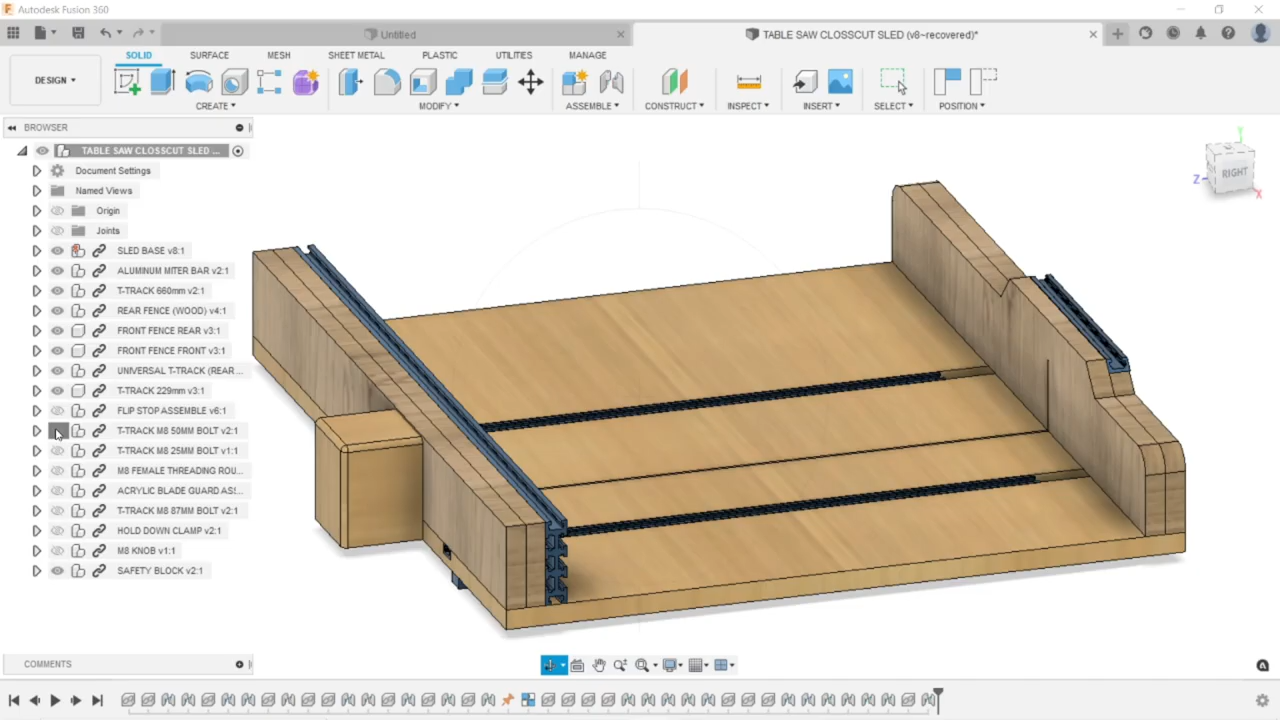 Autodesk Fusion 360
Untitled
TABLE SAW CLOSSCUT SLED (v8~recovered)*
DESIGN
SOLID
SURFACE
MESH
SHEET METAL
PLASTIC
UTILITIES
MANAGE
CREATE
MODIFY
ASSEMBLE
CONSTRUCT
INSPECT
INSERT
SELECT
POSITION
BROWSER
TABLE SAW CLOSSCUT SLED ...
Document Settings
Named Views
Origin
Joints
SLED BASE v8:1
ALUMINUM MITER BAR v2:1
T-TRACK 660mm v2:1
REAR FENCE (WOOD) v4:1
FRONT FENCE REAR v3:1
FRONT FENCE FRONT v3:1
UNIVERSAL T-TRACK (REAR ...
T-TRACK 229mm v3:1
FLIP STOP ASSEMBLE v6:1
T-TRACK M8 50MM BOLT v2:1
T-TRACK M8 25MM BOLT v1:1
M8 FEMALE THREADING ROU...
ACRYLIC BLADE GUARD ASS...
T-TRACK M8 87MM BOLT v2:1
HOLD DOWN CLAMP v2:1
M8 KNOB v1:1
SAFETY BLOCK v2:1
Y
Z
RIGHT
X
COMMENTS